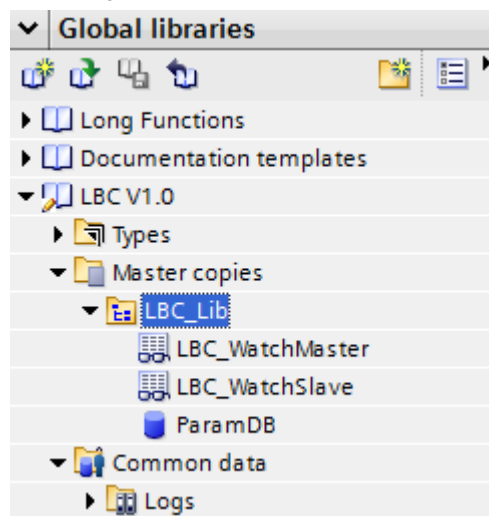 Global libraries
Long Functions
Documentation templates
LBC V1.0
Types
Master copies
LBC_Lib
LBC_WatchMaster
LBC_WatchSlave
ParamDB
Common data
Logs